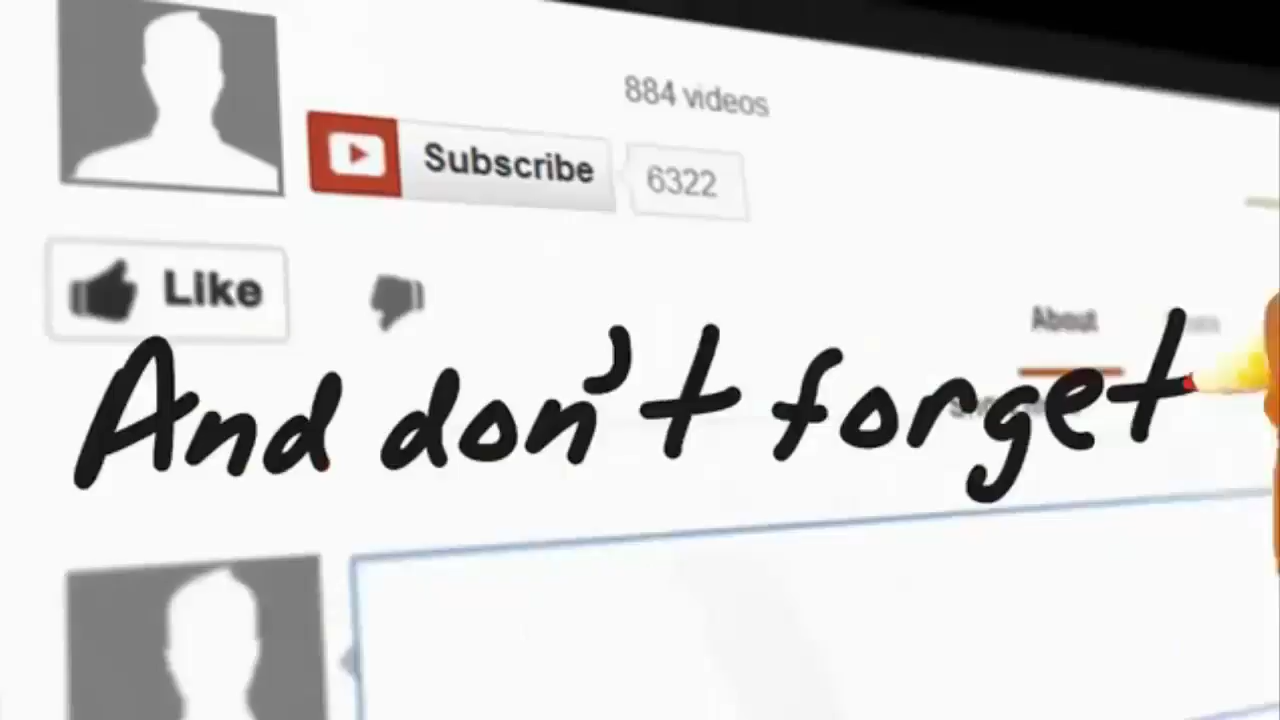 884 videos
Subscribe 6322
Like
About
And don't forget